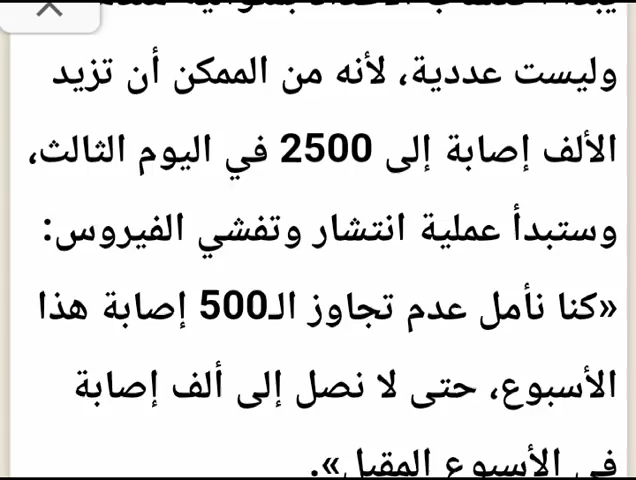 وليست عددية، لأنه من الممكن أن تزيد
الألف إصابة إلى 2500 في اليوم الثالث،
وستبدأ عملية انتشار وتفشي الفيروس:
«كنا نأمل عدم تجاوز الـ500 إصابة هذا
الأسبوع، حتى لا نصل إلى ألف إصابة
في الأسبوع المقبل».